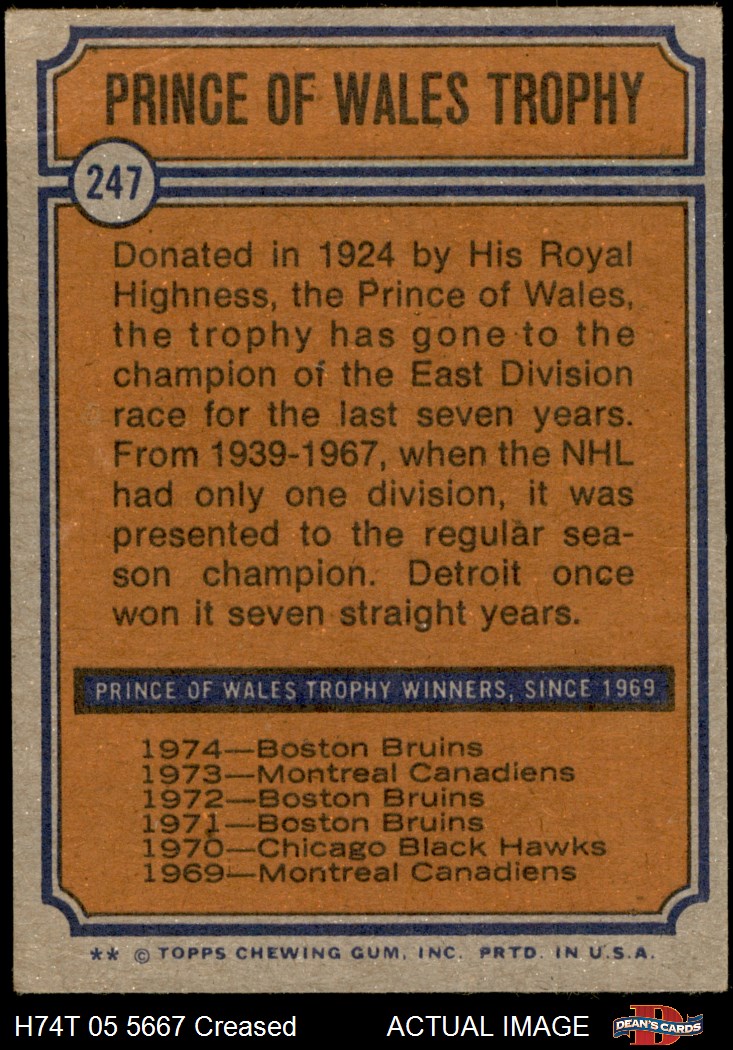 PRINCE OF WALES TROPHY
247
Donated in 1924 by His Royal
Highness, the Prince of Wales,
the trophy has gone to the
champion of the East Division
race for the last seven years.
From 1939-1967, when the NHL
had only one division, it was
presented to the regular sea-
son champion. Detroit once
won it seven straight years.
PRINCE OF WALES TROPHY WINNERS, SINCE 1969
1974—Boston Bruins
1973—Montreal Canadiens
1972—Boston Bruins
1971—Boston Bruins
1970—Chicago Black Hawks
1969—Montreal Canadiens
** © TOPPS CHEWING GUM, INC. PRTD. IN U.S.A.
H74T 05 5667 Creased ACTUAL IMAGE DEAN'S CARDS